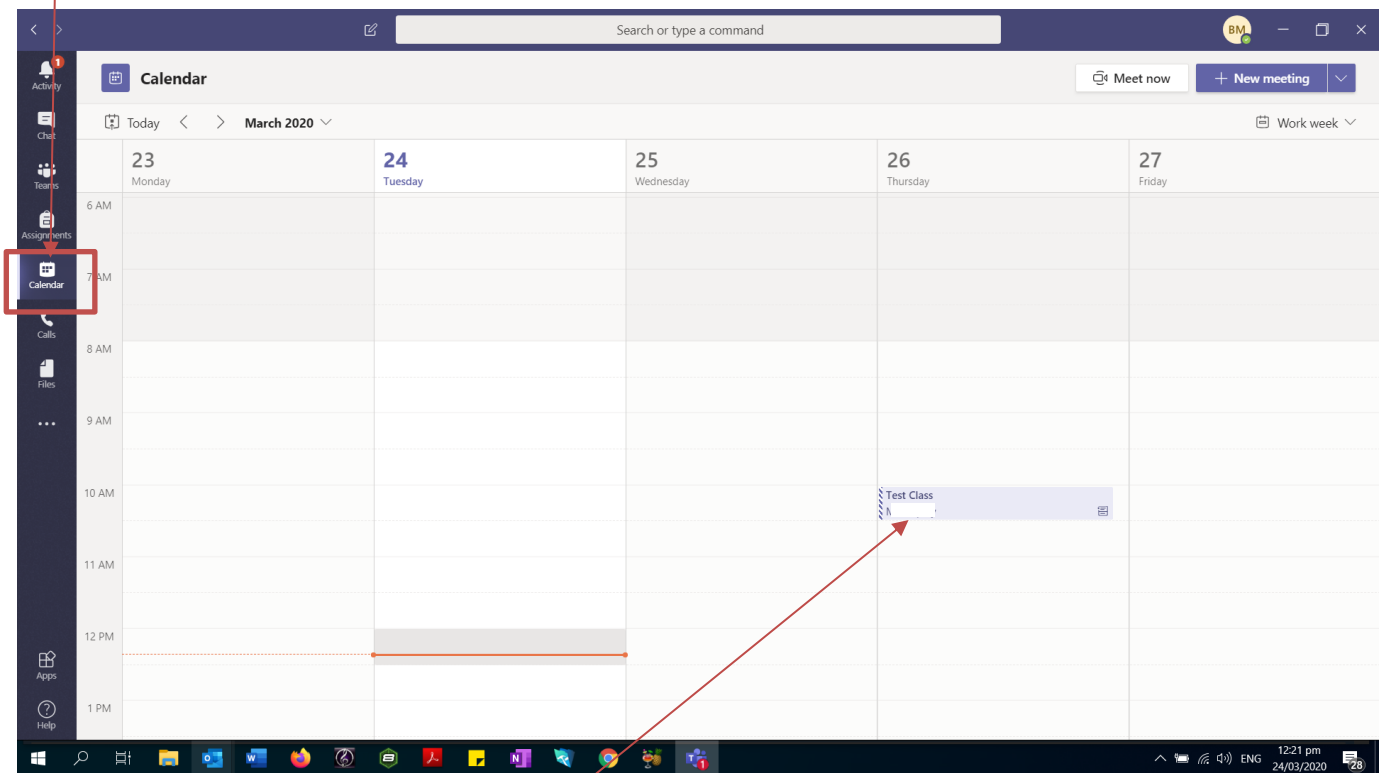 Search or type a command
BM
1
Activity
Chat
Teams
Assignments
Calendar
Calls
Files
Apps
Help
Calendar
Meet now
+ New meeting
Today
March 2020
Work week
23
Monday
24
Tuesday
25
Wednesday
26
Thursday
27
Friday
6 AM
7 AM
8 AM
9 AM
10 AM
11 AM
12 PM
1 PM
Test Class
ENG
12:21 pm
24/03/2020
28